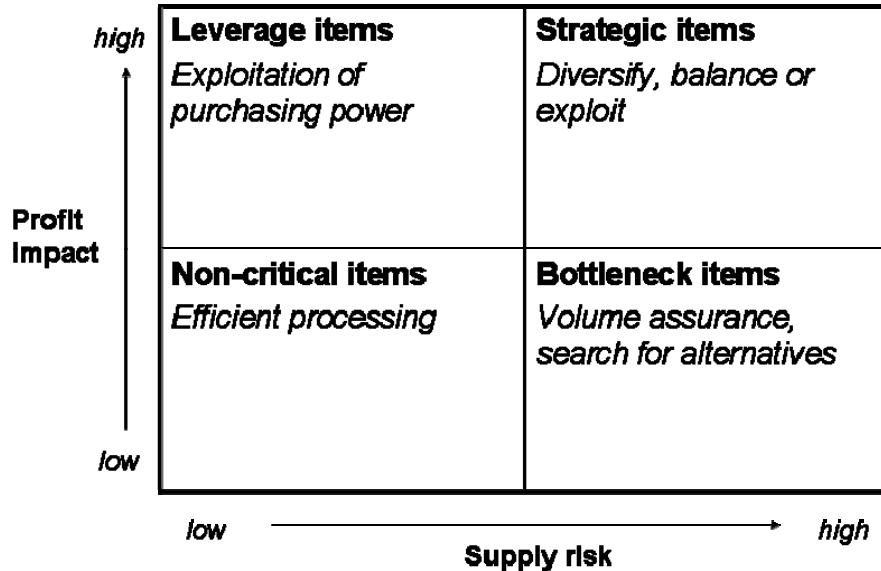 high
Leverage items
Exploitation of
purchasing power
Strategic items
Diversify, balance or
exploit
Profit
Impact
Non-critical items
Efficient processing
Bottleneck items
Volume assurance,
search for alternatives
low
low
high
Supply risk